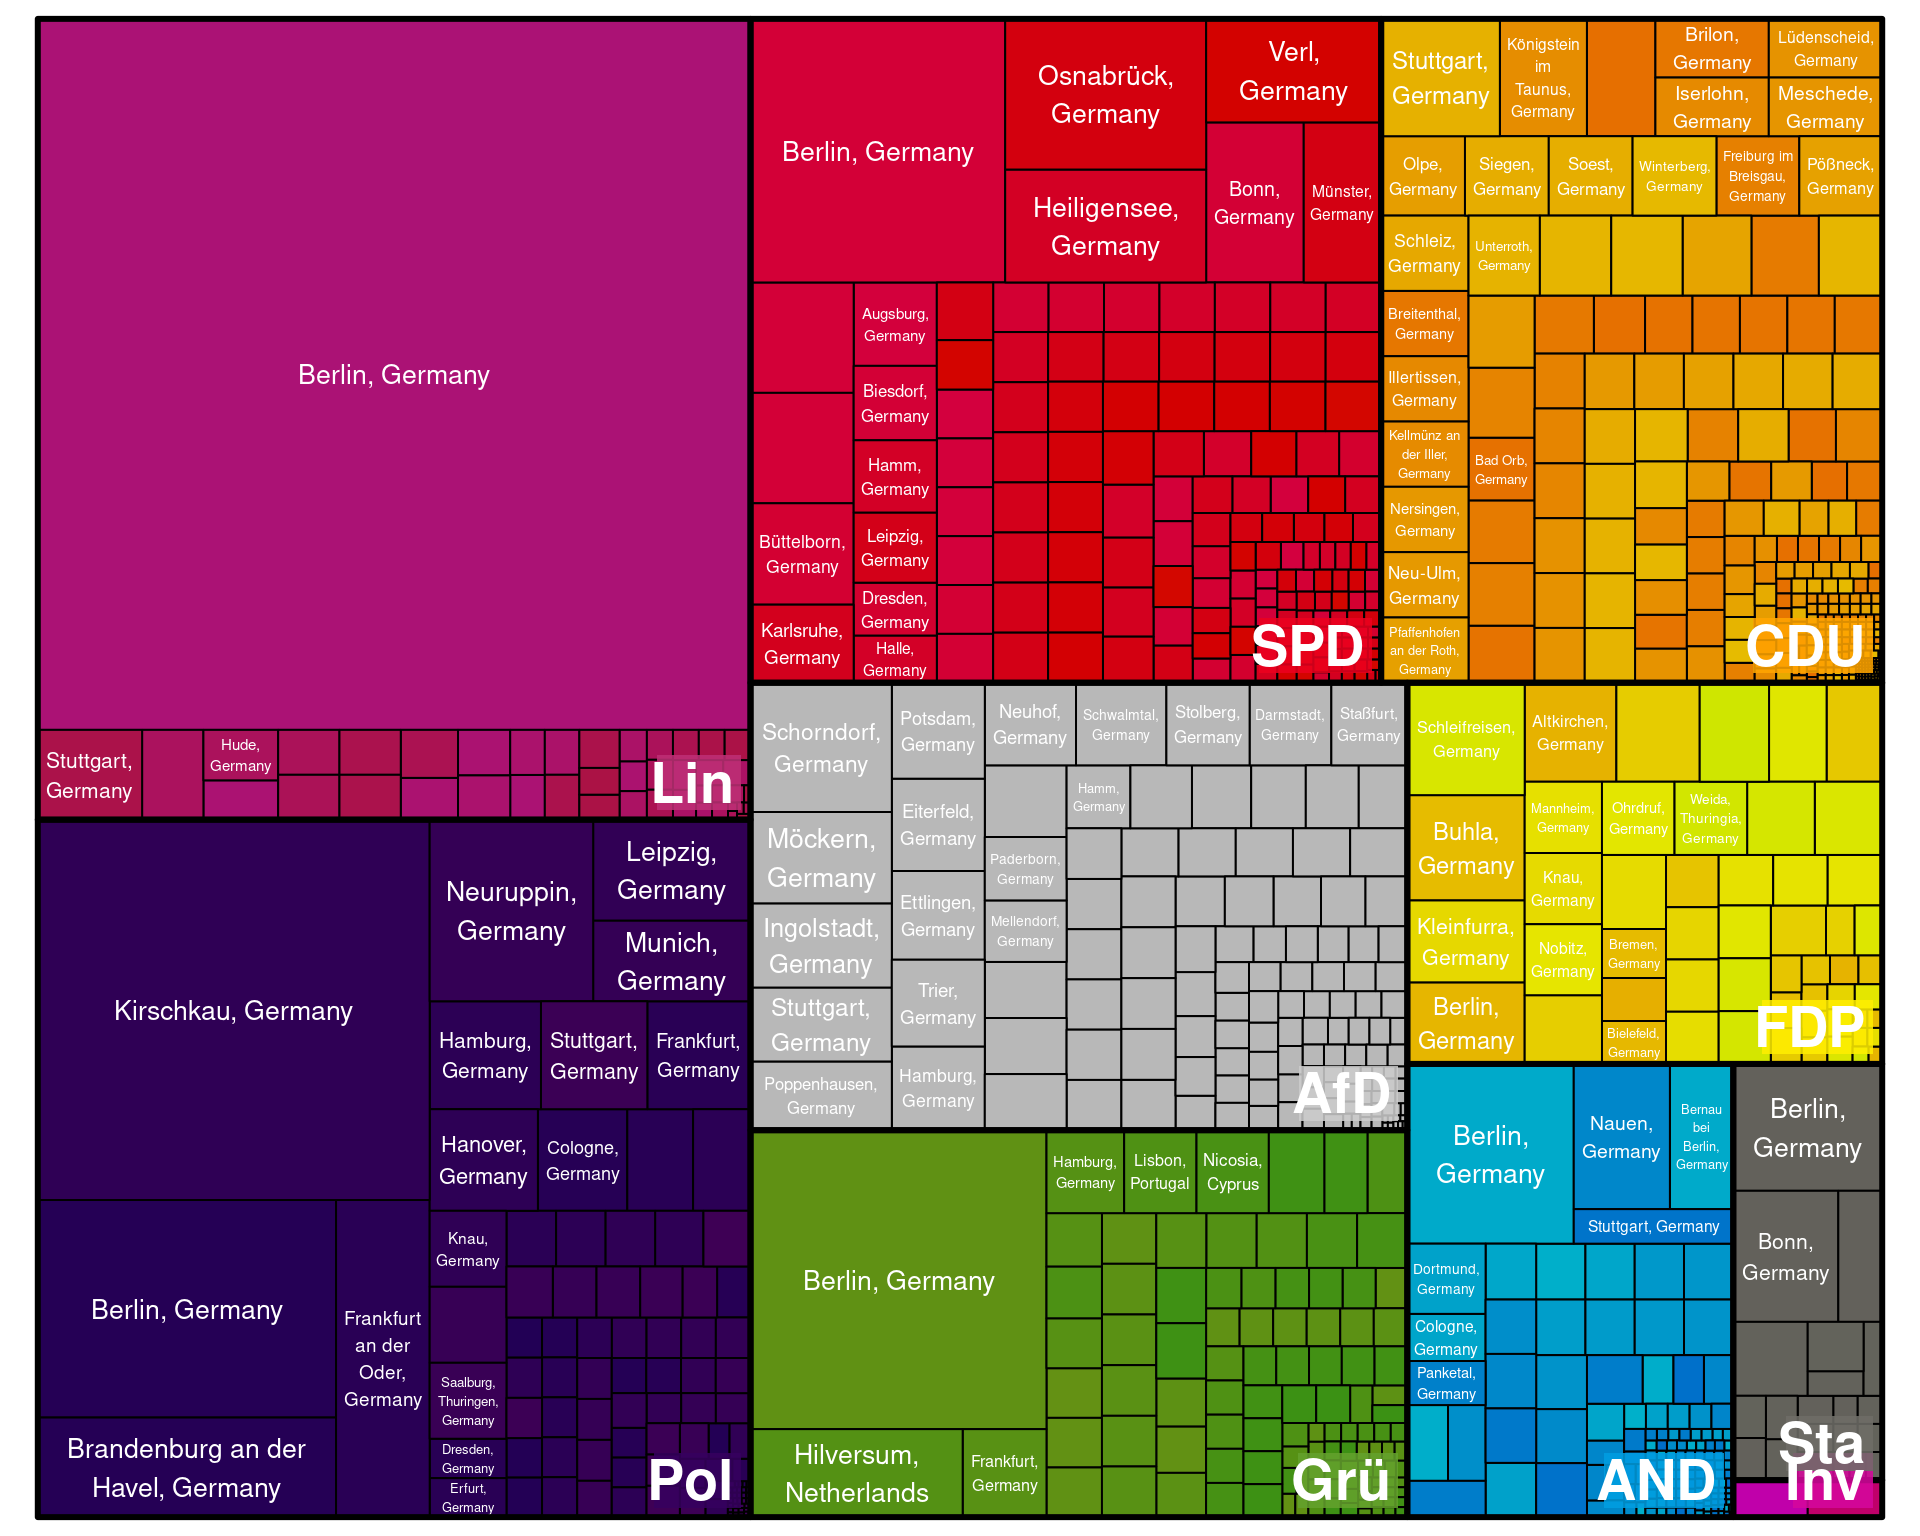 Berlin, Germany
Stuttgart,
Germany
Hude,
Germany
Lin
Kirschkau, Germany
Berlin, Germany
Brandenburg an der
Havel, Germany
Frankfurt
an der
Oder,
Germany
Neuruppin,
Germany
Leipzig,
Germany
Munich,
Germany
Hamburg,
Germany
Stuttgart,
Germany
Frankfurt,
Germany
Hanover,
Germany
Cologne,
Germany
Knau,
Germany
Saalburg,
Thuringen,
Germany
Dresden,
Germany
Erfurt,
Germany
Pol
Berlin, Germany
Osnabrück,
Germany
Heiligensee,
Germany
Verl,
Germany
Bonn,
Germany
Münster,
Germany
Büttelborn,
Germany
Karlsruhe,
Germany
Augsburg,
Germany
Biesdorf,
Germany
Hamm,
Germany
Leipzig,
Germany
Dresden,
Germany
Halle,
Germany
SPD
Stuttgart,
Germany
Königstein
im
Taunus,
Germany
Brilon,
Germany
Lüdenscheid,
Germany
Iserlohn,
Germany
Meschede,
Germany
Olpe,
Germany
Siegen,
Germany
Soest,
Germany
Winterberg,
Germany
Freiburg im
Breisgau,
Germany
Pößneck,
Germany
Schleiz,
Germany
Unterroth,
Germany
Breitenthal,
Germany
Illertissen,
Germany
Kellmünz an
der Iller,
Germany
Bad Orb,
Germany
Nersingen,
Germany
Neu-Ulm,
Germany
Pfaffenhofen
an der Roth,
Germany
CDU
Schorndorf,
Germany
Möckern,
Germany
Ingolstadt,
Germany
Stuttgart,
Germany
Poppenhausen,
Germany
Potsdam,
Germany
Eiterfeld,
Germany
Ettlingen,
Germany
Trier,
Germany
Hamburg,
Germany
Neuhof,
Germany
Schwalmtal,
Germany
Stolberg,
Germany
Darmstadt,
Germany
Staßfurt,
Germany
Hamm,
Germany
Paderborn,
Germany
Mellendorf,
Germany
AfD
Schleifreisen,
Germany
Buhla,
Germany
Kleinfurra,
Germany
Berlin,
Germany
Altkirchen,
Germany
Mannheim,
Germany
Ohrdruf,
Germany
Weida,
Thuringia,
Germany
Knau,
Germany
Nobitz,
Germany
Bremen,
Germany
Bielefeld,
Germany
FDP
Berlin, Germany
Hilversum,
Netherlands
Frankfurt,
Germany
Hamburg,
Germany
Lisbon,
Portugal
Nicosia,
Cyprus
Grü
Berlin,
Germany
Nauen,
Germany
Bernau
bei
Berlin,
Germany
Stuttgart, Germany
Dortmund,
Germany
Cologne,
Germany
Panketal,
Germany
AND
Berlin,
Germany
Bonn,
Germany
Sta
Inv